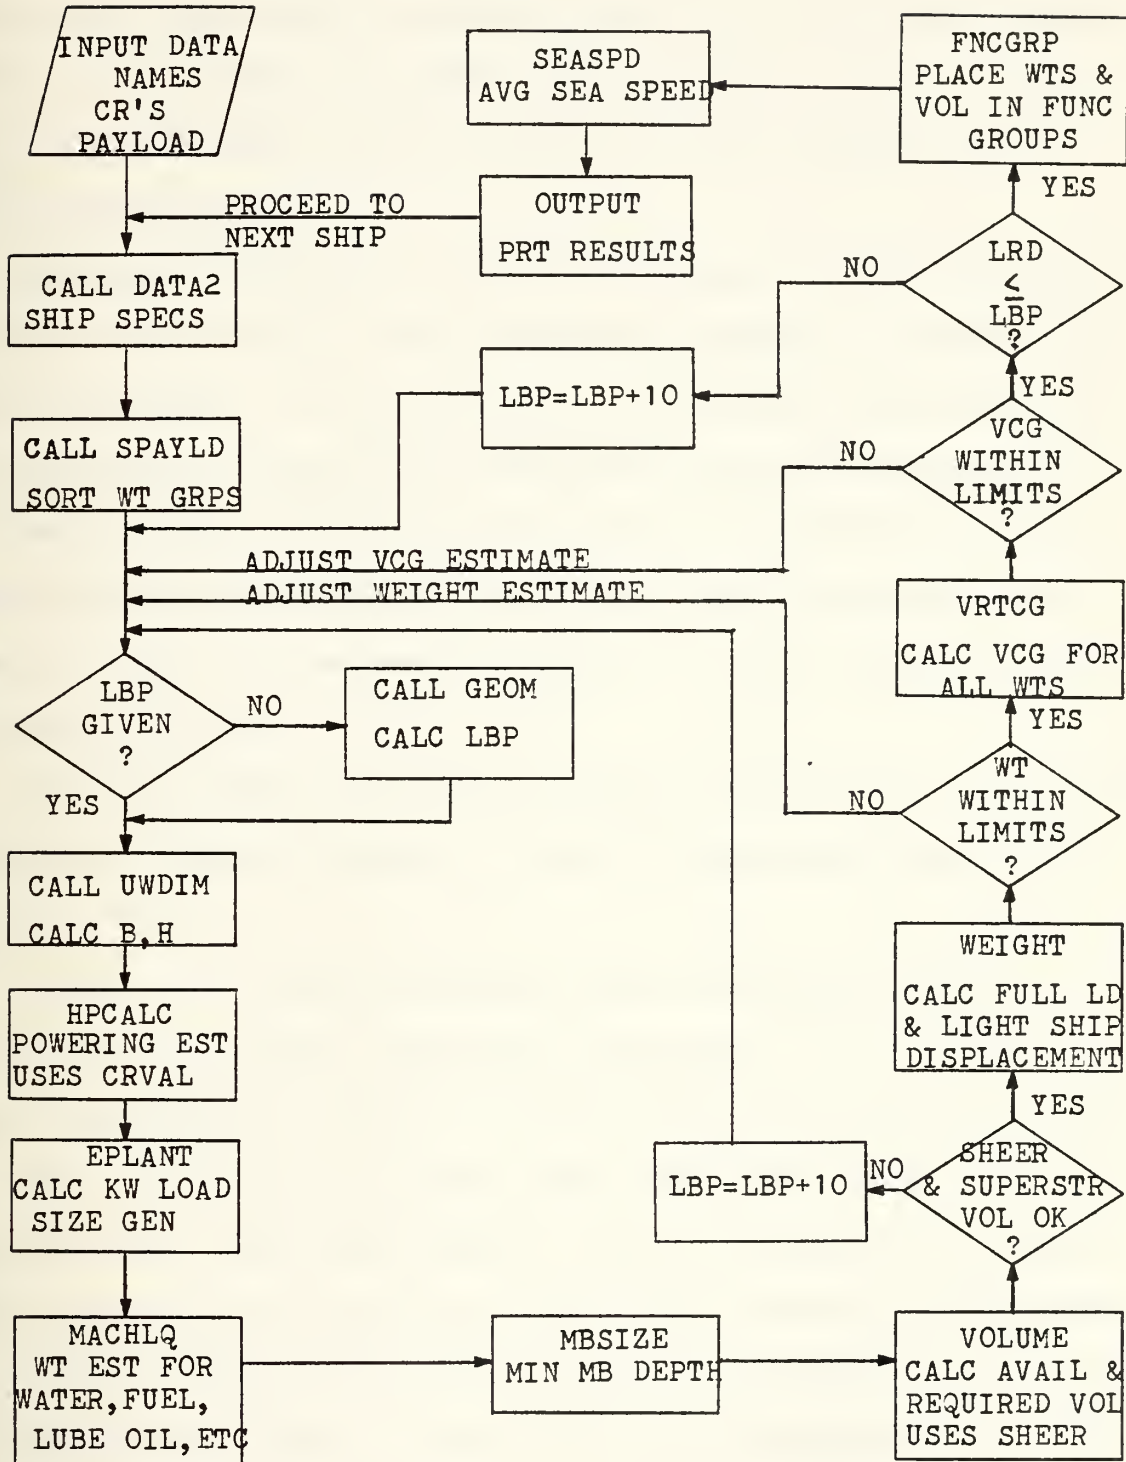 INPUT DATA
NAMES
CR'S
PAYLOAD
SEASPD
AVG SEA SPEED
FNCGRP
PLACE WTS &
VOL IN FUNC
GROUPS
YES
PROCEED TO
NEXT SHIP
OUTPUT
PRT RESULTS
LRD
≤
LBP
?
NO
CALL DATA2
SHIP SPECS
LBP=LBP+10
YES
CALL SPAYLD
SORT WT GRPS
VCG
WITHIN
LIMITS
?
NO
ADJUST VCG ESTIMATE
ADJUST WEIGHT ESTIMATE
VRTCG
CALC VCG FOR
ALL WTS
YES
LBP
GIVEN
?
NO
CALL GEOM
CALC LBP
YES
WT
WITHIN
LIMITS
?
NO
CALL UWDIM
CALC B,H
WEIGHT
CALC FULL LD
& LIGHT SHIP
DISPLACEMENT
YES
HPCALC
POWERING EST
USES CRVAL
EPLANT
CALC KW LOAD
SIZE GEN
SHEER
& SUPERSTR
VOL OK
?
NO
LBP=LBP+10
MACHLQ
WT EST FOR
WATER,FUEL,
LUBE OIL,ETC
MBSIZE
MIN MB DEPTH
VOLUME
CALC AVAIL &
REQUIRED VOL
USES SHEER